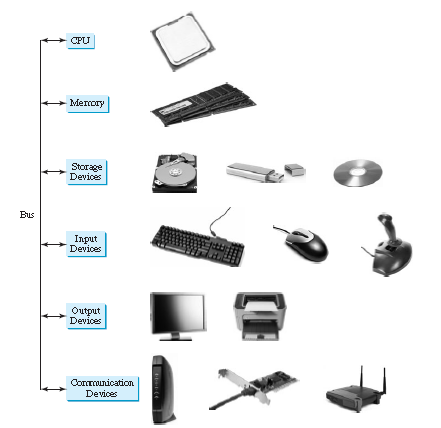 CPU
Memory
Storage
Devices
Bus
Input
Devices
Output
Devices
Communication
Devices